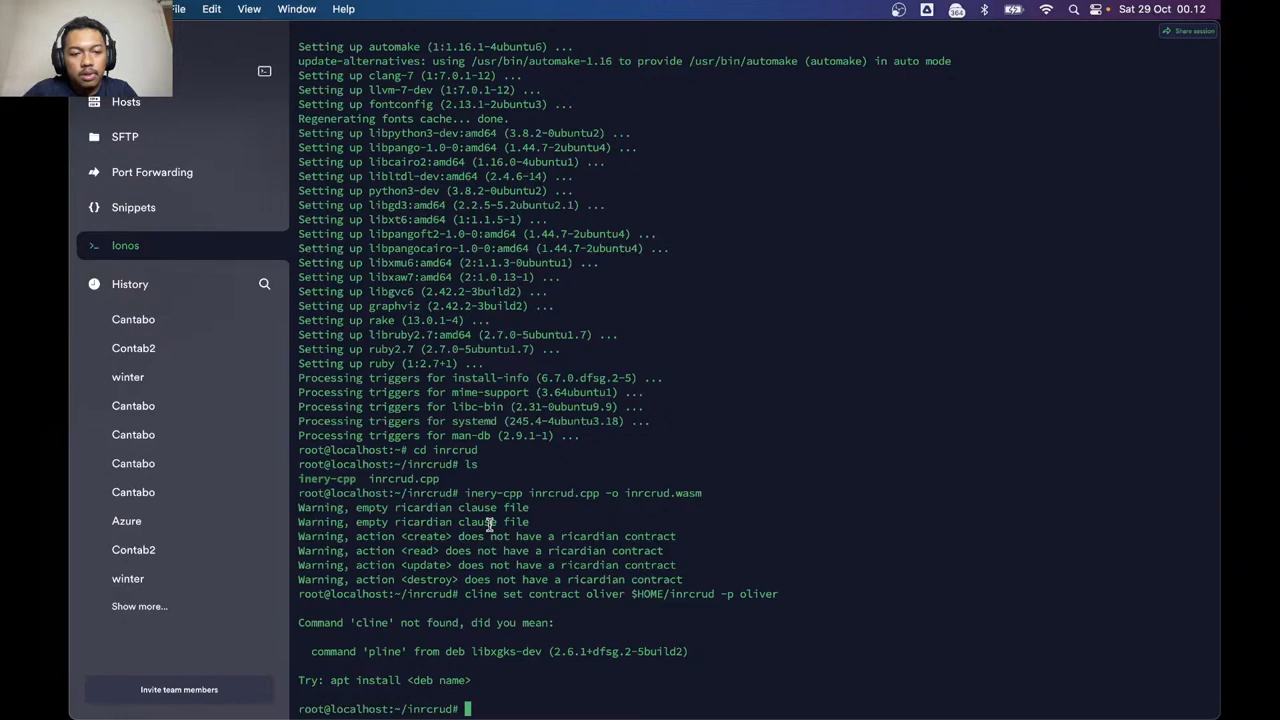 File Edit View Window Help
364
Sat 29 Oct 00.12
Share session
Hosts
SFTP
Port Forwarding
{} Snippets
>_ Ionos
History
Cantabo
Contab2
winter
Cantabo
Cantabo
Cantabo
Cantabo
Azure
Contab2
winter
Show more...
Invite team members
Setting up automake (1:1.16.1-4ubuntu6) ...
update-alternatives: using /usr/bin/automake-1.16 to provide /usr/bin/automake (automake) in auto mode
Setting up clang-7 (1:7.0.1-12) ...
Setting up llvm-7-dev (1:7.0.1-12) ...
Setting up fontconfig (2.13.1-2ubuntu3) ...
Regenerating fonts cache... done.
Setting up libpython3-dev:amd64 (3.8.2-0ubuntu2) ...
Setting up libpango-1.0-0:amd64 (1.44.7-2ubuntu4) ...
Setting up libcairo2:amd64 (1.16.0-4ubuntu1) ...
Setting up libltdl-dev:amd64 (2.4.6-14) ...
Setting up python3-dev (3.8.2-0ubuntu2) ...
Setting up libgd3:amd64 (2.2.5-5.2ubuntu2.1) ...
Setting up libxt6:amd64 (1:1.1.5-1) ...
Setting up libpangoft2-1.0-0:amd64 (1.44.7-2ubuntu4) ...
Setting up libpangocairo-1.0-0:amd64 (1.44.7-2ubuntu4) ...
Setting up libxmu6:amd64 (2:1.1.3-0ubuntu1) ...
Setting up libxaw7:amd64 (2:1.0.13-1) ...
Setting up libgvc6 (2.42.2-3build2) ...
Setting up graphviz (2.42.2-3build2) ...
Setting up rake (13.0.1-4) ...
Setting up libruby2.7:amd64 (2.7.0-5ubuntu1.7) ...
Setting up ruby2.7 (2.7.0-5ubuntu1.7) ...
Setting up ruby (1:2.7+1) ...
Processing triggers for install-info (6.7.0.dfsg.2-5) ...
Processing triggers for mime-support (3.64ubuntu1) ...
Processing triggers for libc-bin (2.31-0ubuntu9.9) ...
Processing triggers for systemd (245.4-4ubuntu3.18) ...
Processing triggers for man-db (2.9.1-1) ...
root@localhost:~# cd inrcrud
root@localhost:~/inrcrud# ls
inery-cpp inrcrud.cpp
root@localhost:~/inrcrud# inery-cpp inrcrud.cpp -o inrcrud.wasm
Warning, empty ricardian clause file
Warning, empty ricardian clause file
Warning, action <create> does not have a ricardian contract
Warning, action <read> does not have a ricardian contract
Warning, action <update> does not have a ricardian contract
Warning, action <destroy> does not have a ricardian contract
root@localhost:~/inrcrud# cline set contract oliver $HOME/inrcrud -p oliver
Command 'cline' not found, did you mean:
command 'pline' from deb libxgks-dev (2.6.1+dfsg.2-5build2)
Try: apt install <deb name>
root@localhost:~/inrcrud#